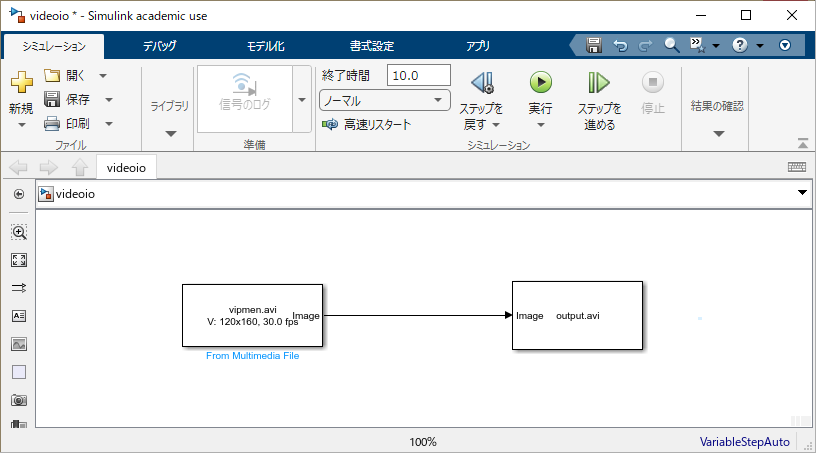 videoio * - Simulink academic use
シミュレーション
デバッグ
モデル化
書式設定
アプリ
新規
開く
保存
印刷
ファイル
ライブラリ
信号のログ
準備
終了時間 10.0
ノーマル
高速リスタート
ステップを
戻す
実行
ステップを
進める
停止
シミュレーション
結果の確認
videoio
videoio
vipmen.avi
V: 120x160, 30.0 fps
Image
From Multimedia File
Image
output.avi
100%
VariableStepAuto